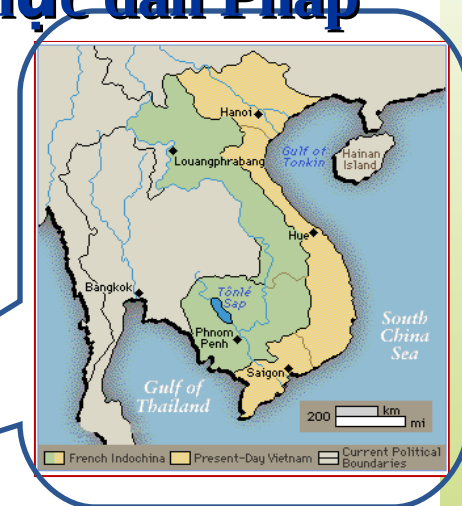 dân Pháp
Hanoi
Louangphrabang
Gulf of
Tonkin
Hainan
Island
Hue
Bangkok
Tônlé
Sap
Phnom
Penh
South
China
Sea
Saigon
Gulf of
Thailand
200 km
mi
French Indochina Present-Day Vietnam Current Political
Boundaries